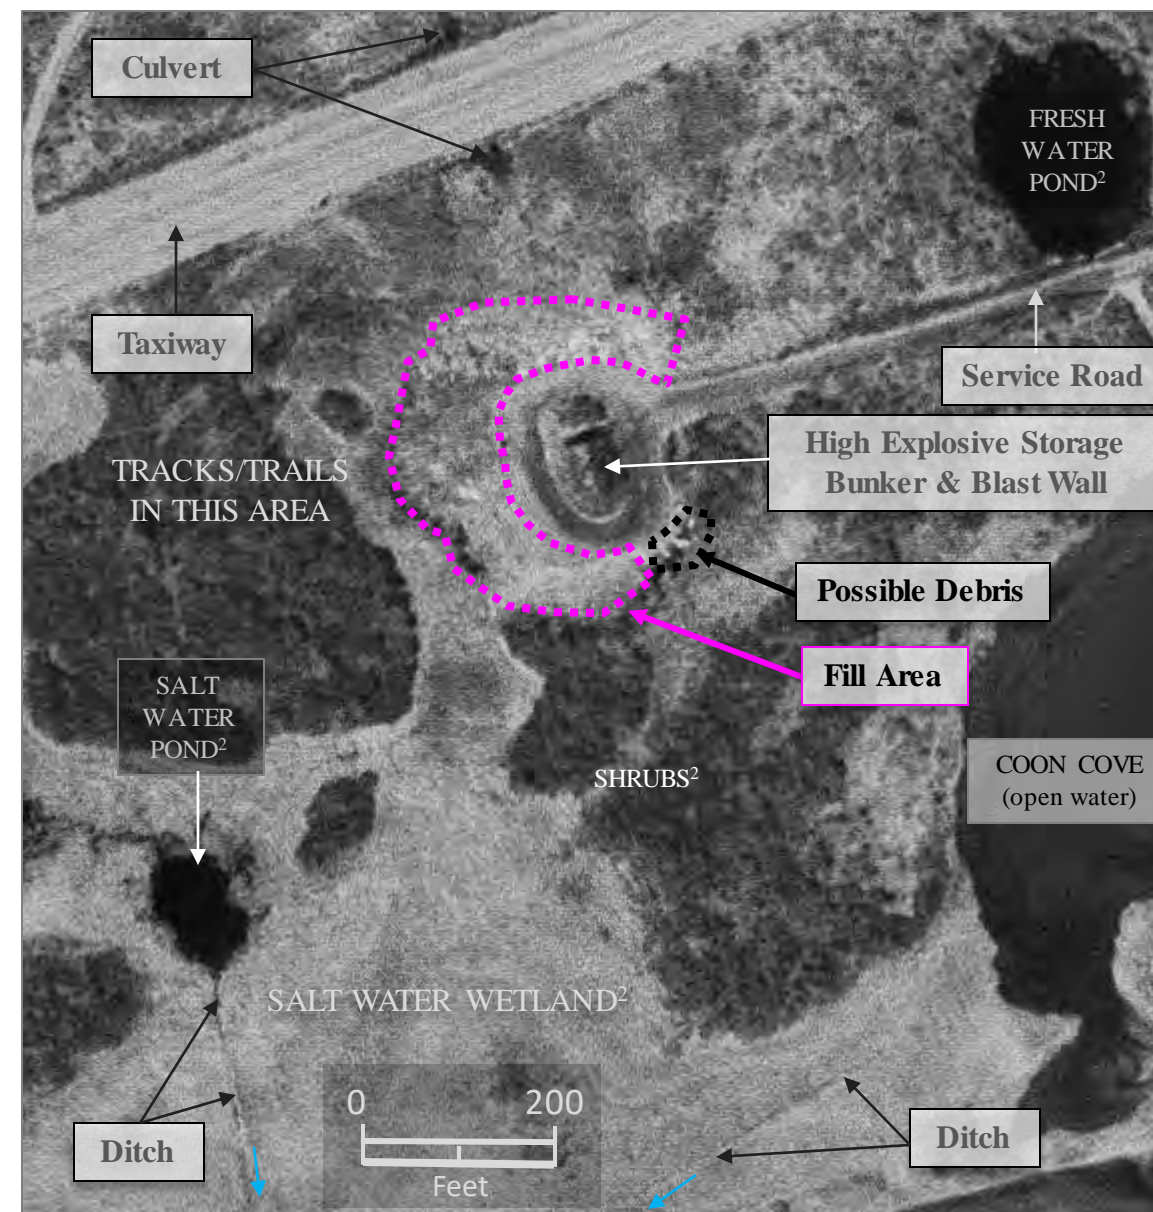 Culvert
FRESH
WATER
POND²
Taxiway
Service Road
High Explosive Storage
Bunker & Blast Wall
TRACKS/TRAILS
IN THIS AREA
Possible Debris
Fill Area
SALT
WATER
POND²
SHRUBS²
COON COVE
(open water)
SALT WATER WETLAND²
0 200
Feet
Ditch
Ditch